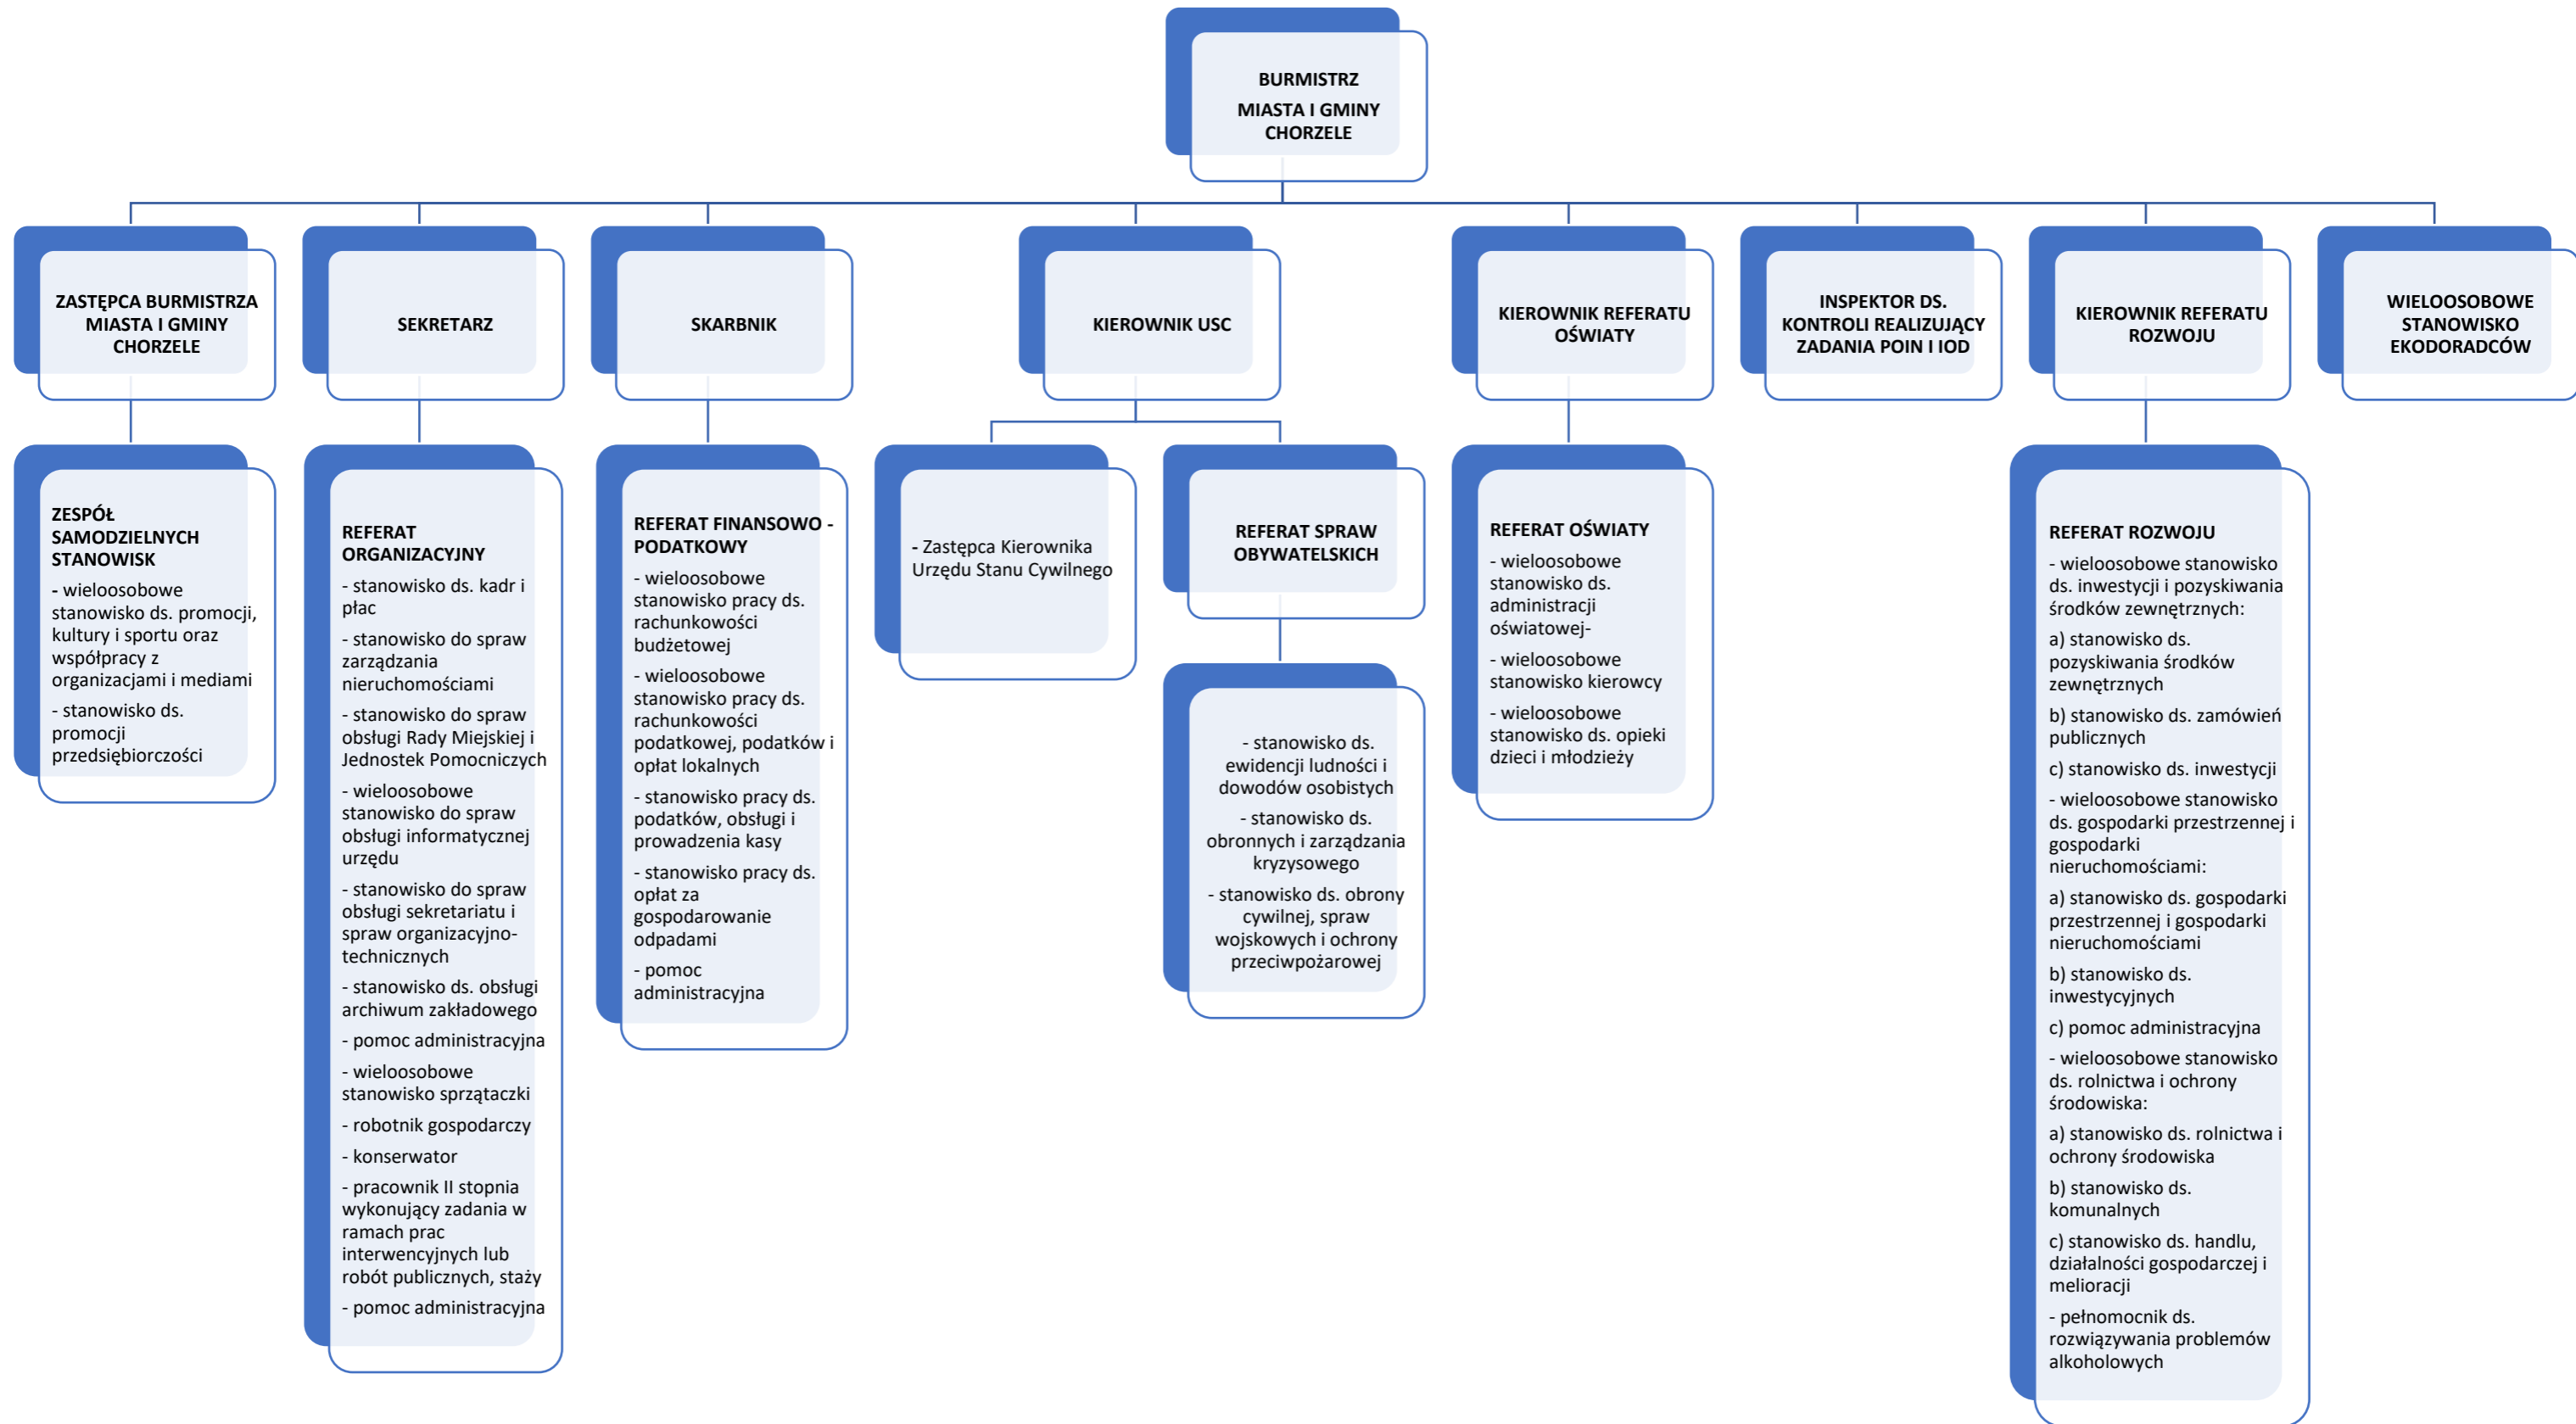 BURMISTRZ
MIASTA I GMINY
CHORZELE
ZASTĘPCA BURMISTRZA
MIASTA I GMINY
CHORZELE
SEKRETARZ
SKARBNIK
KIEROWNIK USC
KIEROWNIK REFERATU
OŚWIATY
INSPEKTOR DS.
KONTROLI REALIZUJĄCY
ZADANIA POIN I IOD
KIEROWNIK REFERATU
ROZWOJU
WIELOOSOBOWE
STANOWISKO
EKODORADCÓW
ZESPÓŁ
SAMODZIELNYCH
STANOWISK
- wieloosobowe
stanowisko ds. promocji,
kultury i sportu oraz
współpracy z
organizacjami i mediami
- stanowisko ds.
promocji
przedsiębiorczości
REFERAT
ORGANIZACYJNY
- stanowisko ds. kadr i
płac
- stanowisko do spraw
zarządzania
nieruchomościami
- stanowisko do spraw
obsługi Rady Miejskiej i
Jednostek Pomocniczych
- wieloosobowe
stanowisko do spraw
obsługi informatycznej
urzędu
- stanowisko do spraw
obsługi sekretariatu i
spraw organizacyjno-
technicznych
- stanowisko ds. obsługi
archiwum zakładowego
- pomoc administracyjna
- wieloosobowe
stanowisko sprzątaczki
- robotnik gospodarczy
- konserwator
- pracownik II stopnia
wykonujący zadania w
ramach prac
interwencyjnych lub
robót publicznych, staży
- pomoc administracyjna
REFERAT FINANSOWO -
PODATKOWY
- wieloosobowe
stanowisko pracy ds.
rachunkowości
budżetowej
- wieloosobowe
stanowisko pracy ds.
rachunkowości
podatkowej, podatków i
opłat lokalnych
- stanowisko pracy ds.
podatków, obsługi i
prowadzenia kasy
- stanowisko pracy ds.
opłat za
gospodarowanie
odpadami
- pomoc
administracyjna
- Zastępca Kierownika
Urzędu Stanu Cywilnego
REFERAT SPRAW
OBYWATELSKICH
- stanowisko ds.
ewidencji ludności i
dowodów osobistych
- stanowisko ds.
obronnych i zarządzania
kryzysowego
- stanowisko ds. obrony
cywilnej, spraw
wojskowych i ochrony
przeciwpożarowej
REFERAT OŚWIATY
- wieloosobowe
stanowisko ds.
administracji
oświatowej-
- wieloosobowe
stanowisko kierowcy
- wieloosobowe
stanowisko ds. opieki
dzieci i młodzieży
REFERAT ROZWOJU
- wieloosobowe stanowisko
ds. inwestycji i pozyskiwania
środków zewnętrznych:
a) stanowisko ds.
pozyskiwania środków
zewnętrznych
b) stanowisko ds. zamówień
publicznych
c) stanowisko ds. inwestycji
- wieloosobowe stanowisko
ds. gospodarki przestrzennej i
gospodarki
nieruchomościami:
a) stanowisko ds. gospodarki
przestrzennej i gospodarki
nieruchomościami
b) stanowisko ds.
inwestycyjnych
c) pomoc administracyjna
- wieloosobowe stanowisko
ds. rolnictwa i ochrony
środowiska:
a) stanowisko ds. rolnictwa i
ochrony środowiska
b) stanowisko ds.
komunalnych
c) stanowisko ds. handlu,
działalności gospodarczej i
melioracji
- pełnomocnik ds.
rozwiązywania problemów
alkoholowych